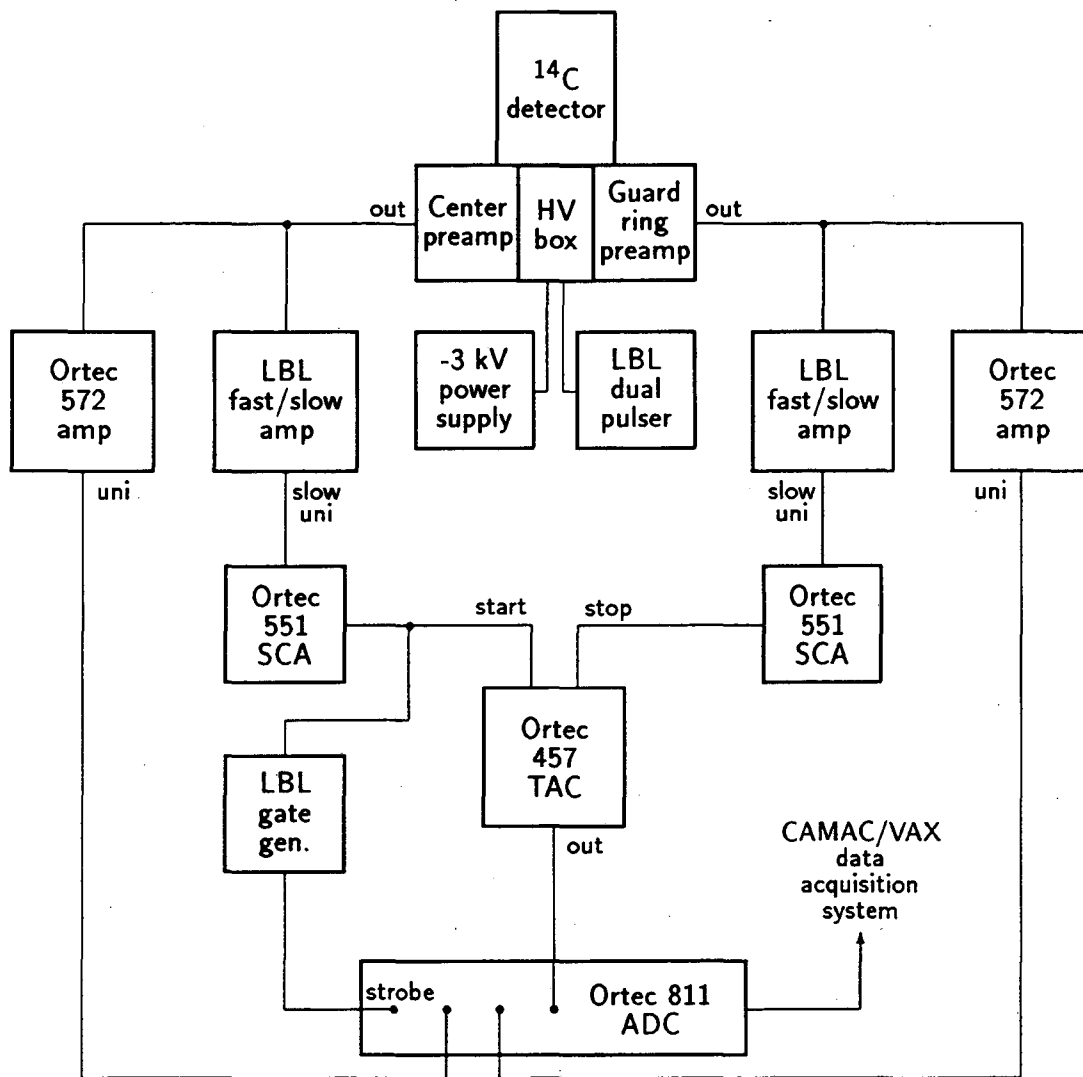 ¹⁴C
detector
out
Center
preamp
HV
box
Guard
ring
preamp
out
Ortec
572
amp
LBL
fast/slow
amp
-3 kV
power
supply
LBL
dual
pulser
LBL
fast/slow
amp
Ortec
572
amp
uni
slow
uni
slow
uni
uni
Ortec
551
SCA
start
stop
Ortec
551
SCA
Ortec
457
TAC
LBL
gate
gen.
out
CAMAC/VAX
data
acquisition
system
strobe
Ortec 811
ADC